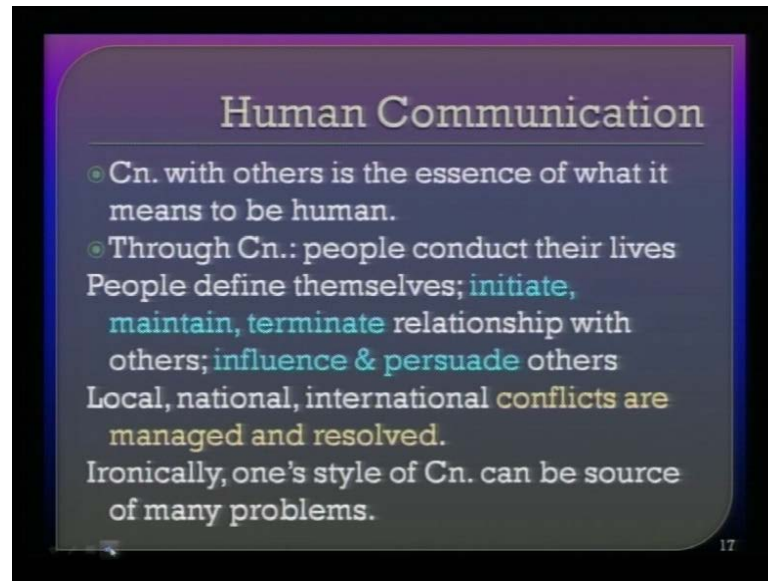 Human Communication
Cn. with others is the essence of what it
means to be human.
Through Cn.: people conduct their lives
People define themselves; initiate,
maintain, terminate relationship with
others; influence & persuade others
Local, national, international conflicts are
managed and resolved.
Ironically, one's style of Cn. can be source
of many problems.
17